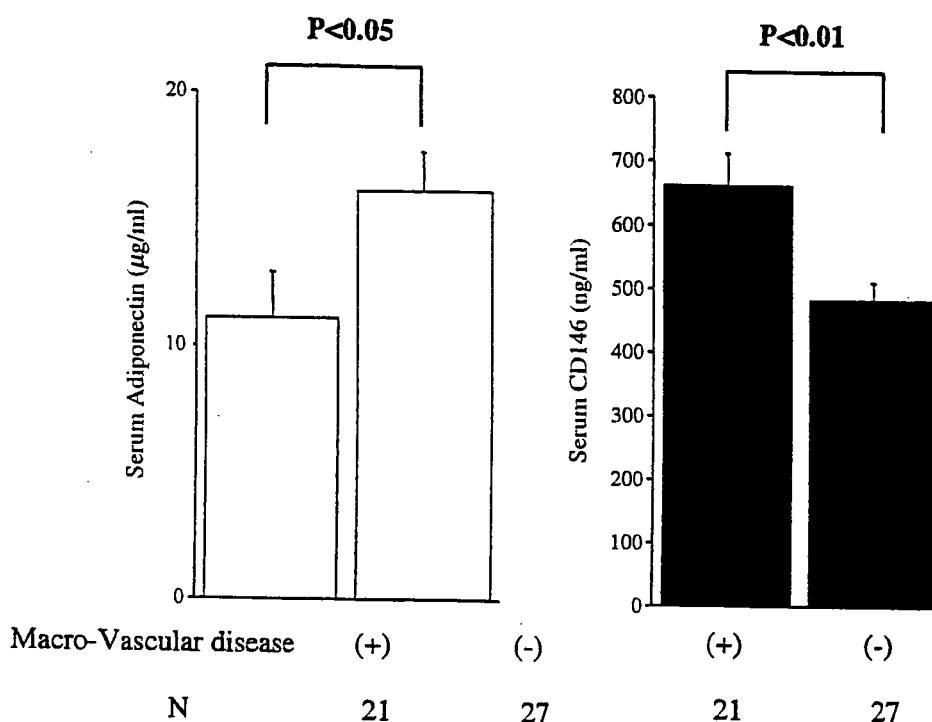 P<0.05
P<0.01
Serum Adiponectin (µg/ml)
20
10
0
Serum CD146 (ng/ml)
800
700
600
500
400
300
200
100
0
Macro-Vascular disease (+) (-) (+) (-)
N 21 27 21 27